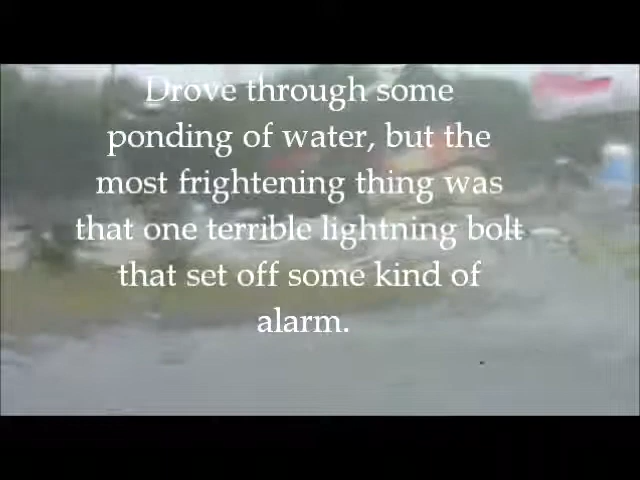 Drove through some
ponding of water, but the
most frightening thing was
that one terrible lightning bolt
that set off some kind of
alarm.